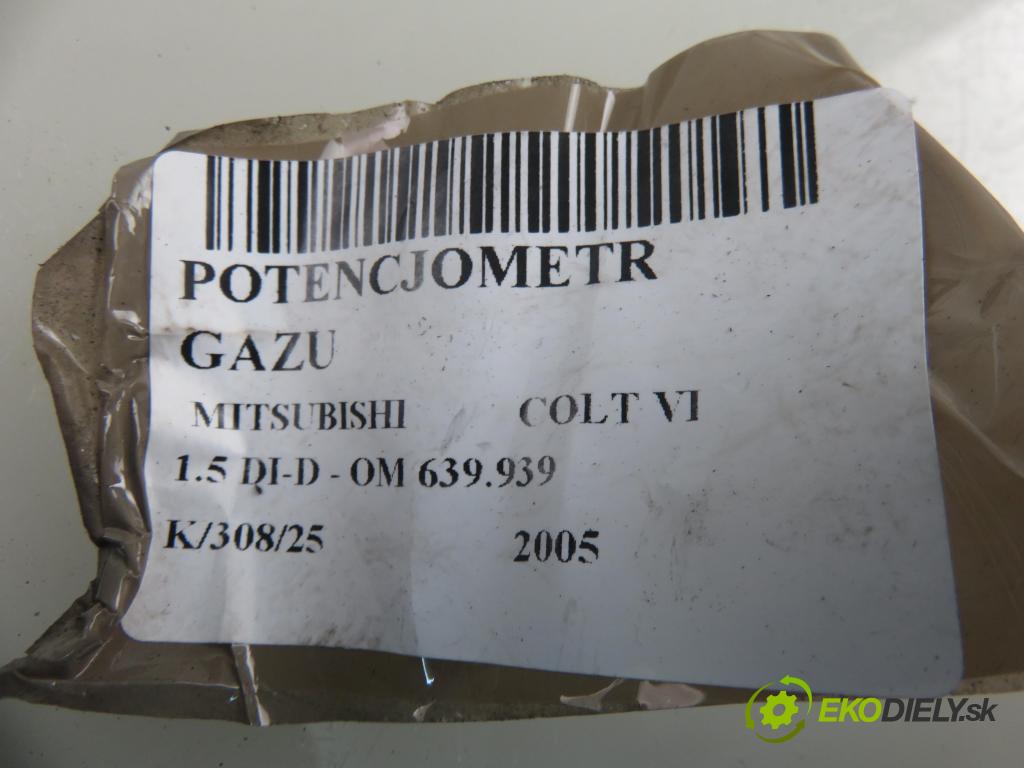 POTENCJOMETR
GAZU
MITSUBISHI COLT VI
1.5 DI-D - OM 639.939
K/308/25 2005
EKODIELY.sk